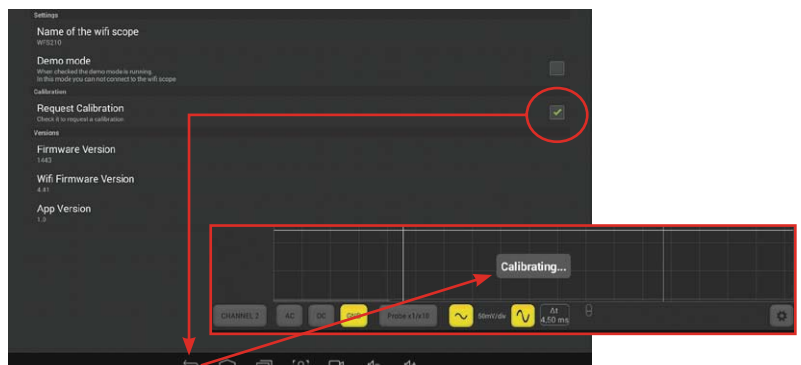 Settings
Name of the wifi scope
WFS210
Demo mode
When checked the demo mode is running.
In this mode you can not connect to the wifi scope
Calibration
Request Calibration
Check it to request a calibration
Versions
Firmware Version
1443
Wifi Firmware Version
4.41
App Version
1.0
Calibrating...
CHANNEL 2 AC DC GND Probe x1/x10 50mV/div Δt
4,50 ms